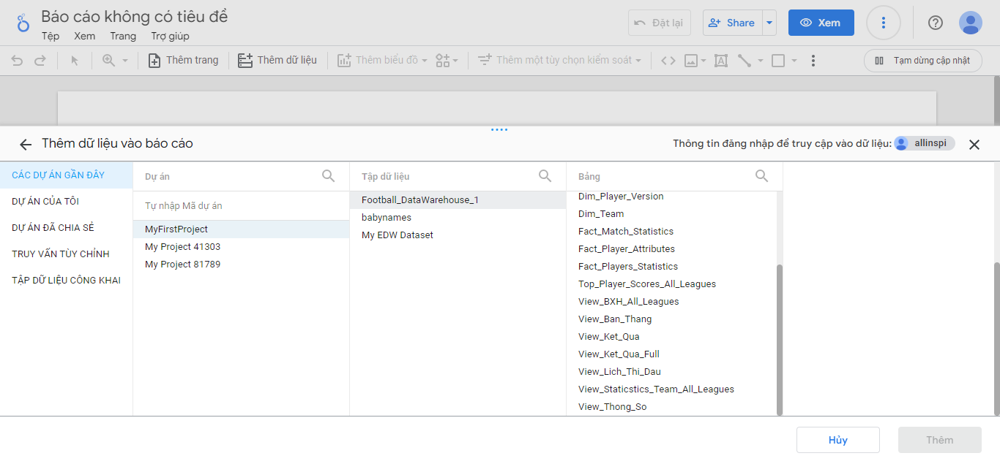 Báo cáo không có tiêu đề
Tệp Xem Trang Trợ giúp
Đặt lại
Share
Xem
Thêm trang
Thêm dữ liệu
Thêm biểu đồ
Thêm một tùy chọn kiểm soát
Tạm dừng cập nhật
Thêm dữ liệu vào báo cáo
Thông tin đăng nhập để truy cập vào dữ liệu: allinspi
CÁC DỰ ÁN GẦN ĐÂY
DỰ ÁN CỦA TÔI
DỰ ÁN ĐÃ CHIA SẺ
TRUY VẤN TÙY CHỈNH
TẬP DỮ LIỆU CÔNG KHAI
Dự án
Tự nhập Mã dự án
MyFirstProject
My Project 41303
My Project 81789
Tập dữ liệu
Football_DataWarehouse_1
babynames
My EDW Dataset
Bảng
Dim_Player_Version
Dim_Team
Fact_Match_Statistics
Fact_Player_Attributes
Fact_Players_Statistics
Top_Player_Scores_All_Leagues
View_BXH_All_Leagues
View_Ban_Thang
View_Ket_Qua
View_Ket_Qua_Full
View_Lich_Thi_Dau
View_Staticstics_Team_All_Leagues
View_Thong_So
Hủy
Thêm